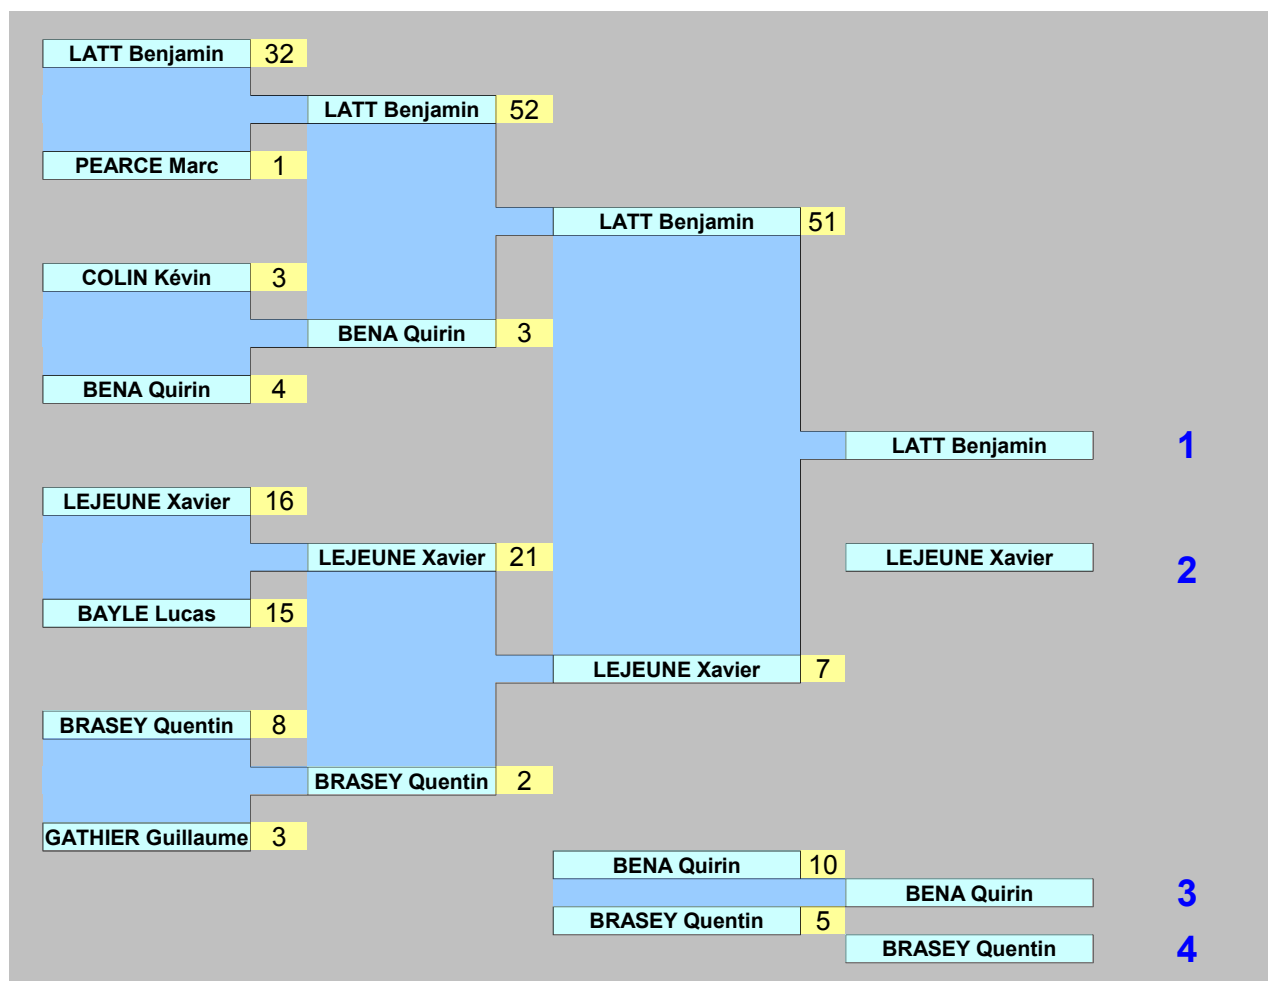 LATT Benjamin 32
LATT Benjamin 52
PEARCE Marc 1
LATT Benjamin 51
COLIN Kévin 3
BENA Quirin 3
BENA Quirin 4
LATT Benjamin 1
LEJEUNE Xavier 16
LEJEUNE Xavier 21
LEJEUNE Xavier 2
BAYLE Lucas 15
LEJEUNE Xavier 7
BRASEY Quentin 8
BRASEY Quentin 2
GATHIER Guillaume 3
BENA Quirin 10
BENA Quirin 3
BRASEY Quentin 5
BRASEY Quentin 4